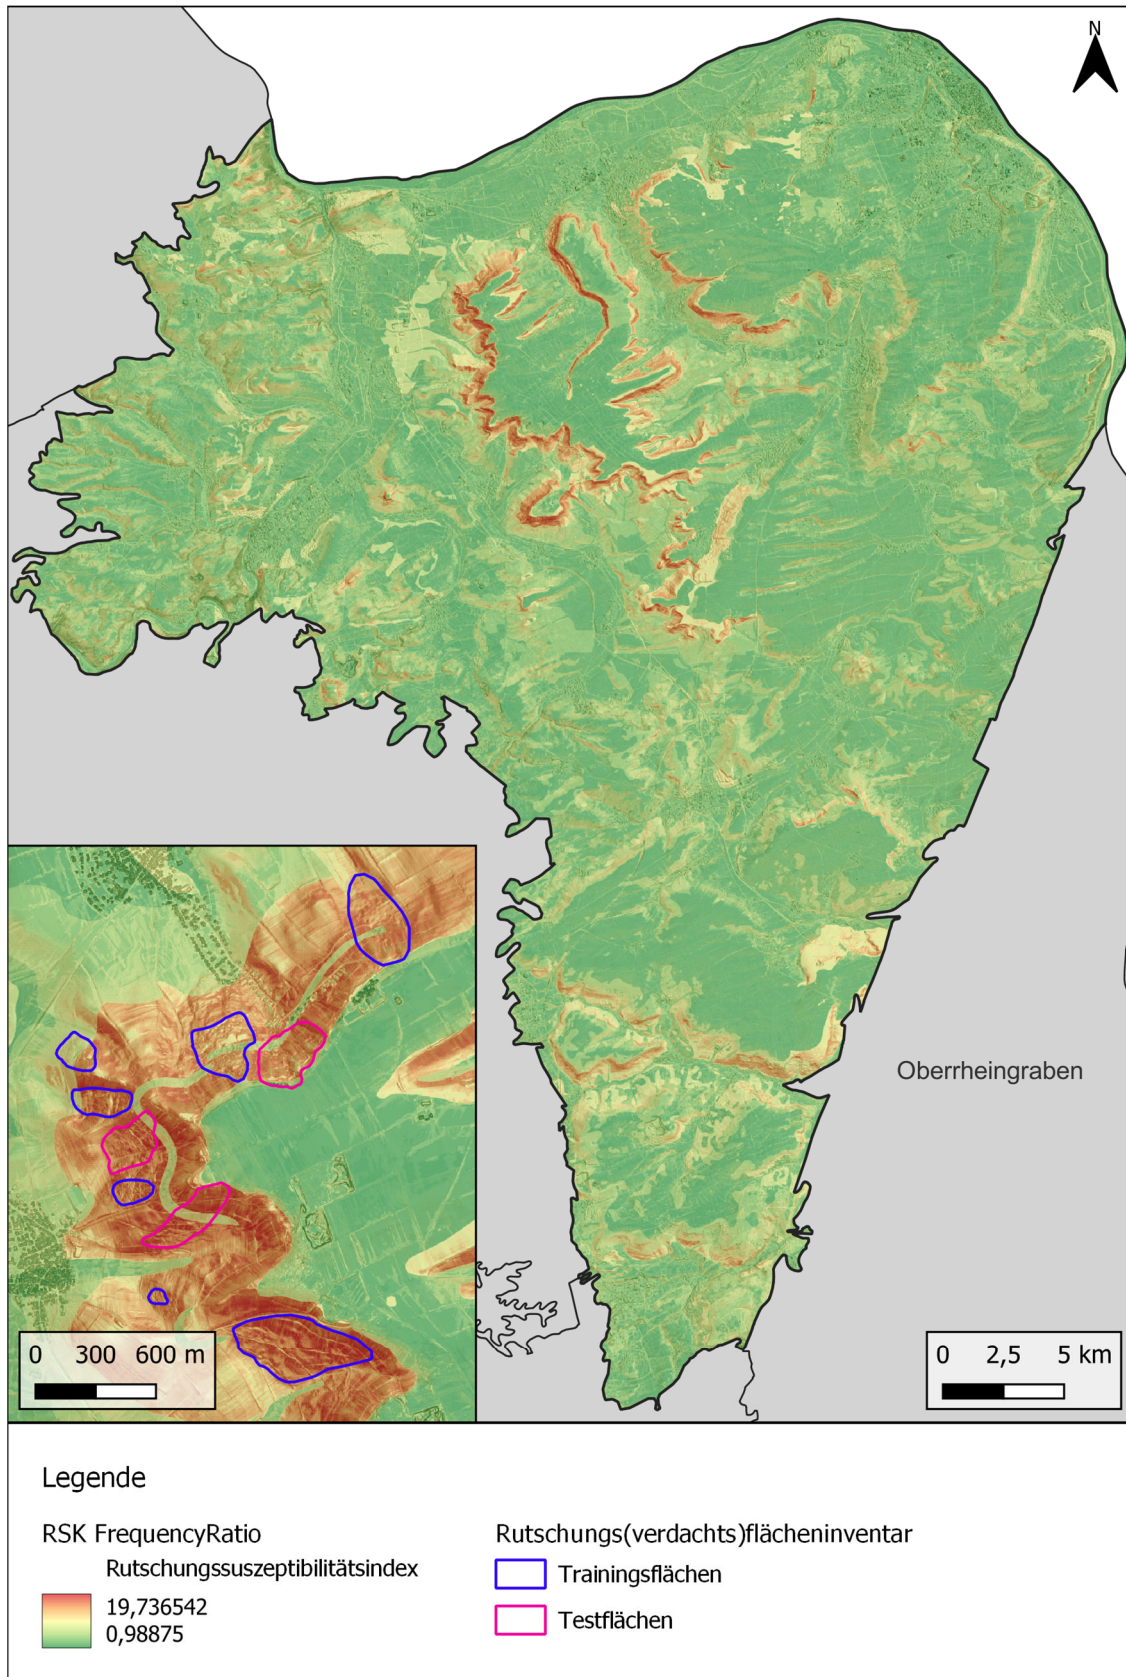 N
Oberrheingraben
0 300 600 m
0 2,5 5 km
Legende
RSK FrequencyRatio
Rutschungssuszeptibilitätsindex
19,736542
0,98875
Rutschungs(verdachts)flächeninventar
Trainingsflächen
Testflächen